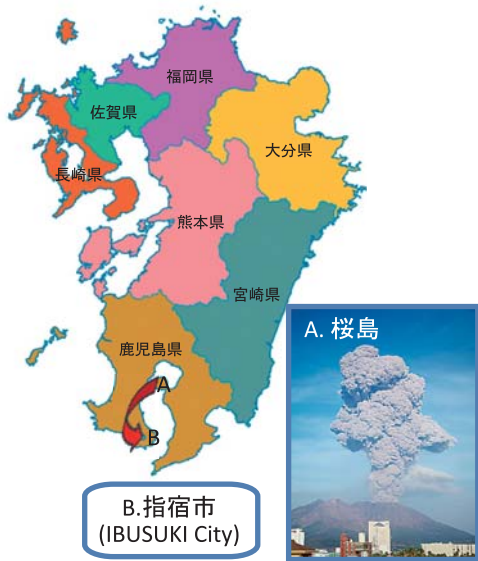 福岡県
佐賀県
大分県
長崎県
熊本県
宮崎県
鹿児島県
A
B
A. 桜島
B.指宿市
(IBUSUKI City)